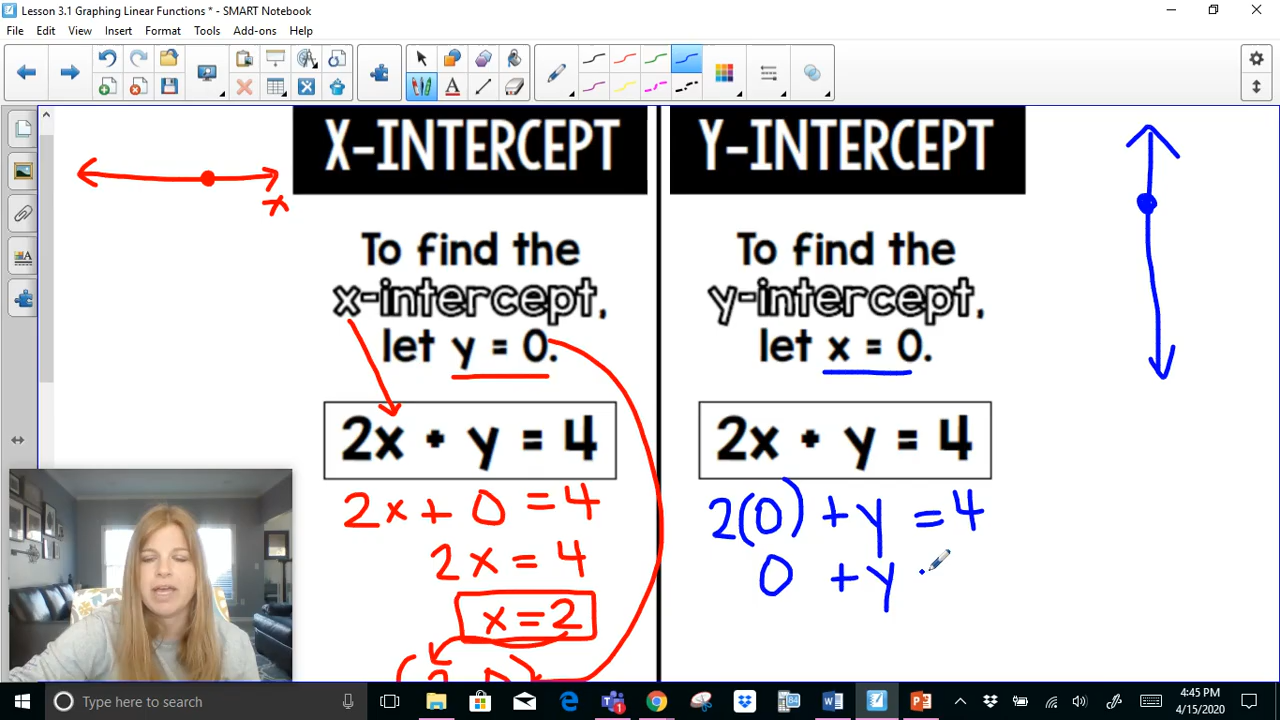 Lesson 3.1 Graphing Linear Functions * - SMART Notebook
File Edit View Insert Format Tools Add-ons Help
X-INTERCEPT
To find the
x-intercept,
let y = 0.
2x + y = 4
2x + 0 = 4
2x = 4
x = 2
x
Y-INTERCEPT
To find the
y-intercept,
let x = 0.
2x + y = 4
2(0) + y = 4
0 + y
Type here to search
4:45 PM
4/15/2020